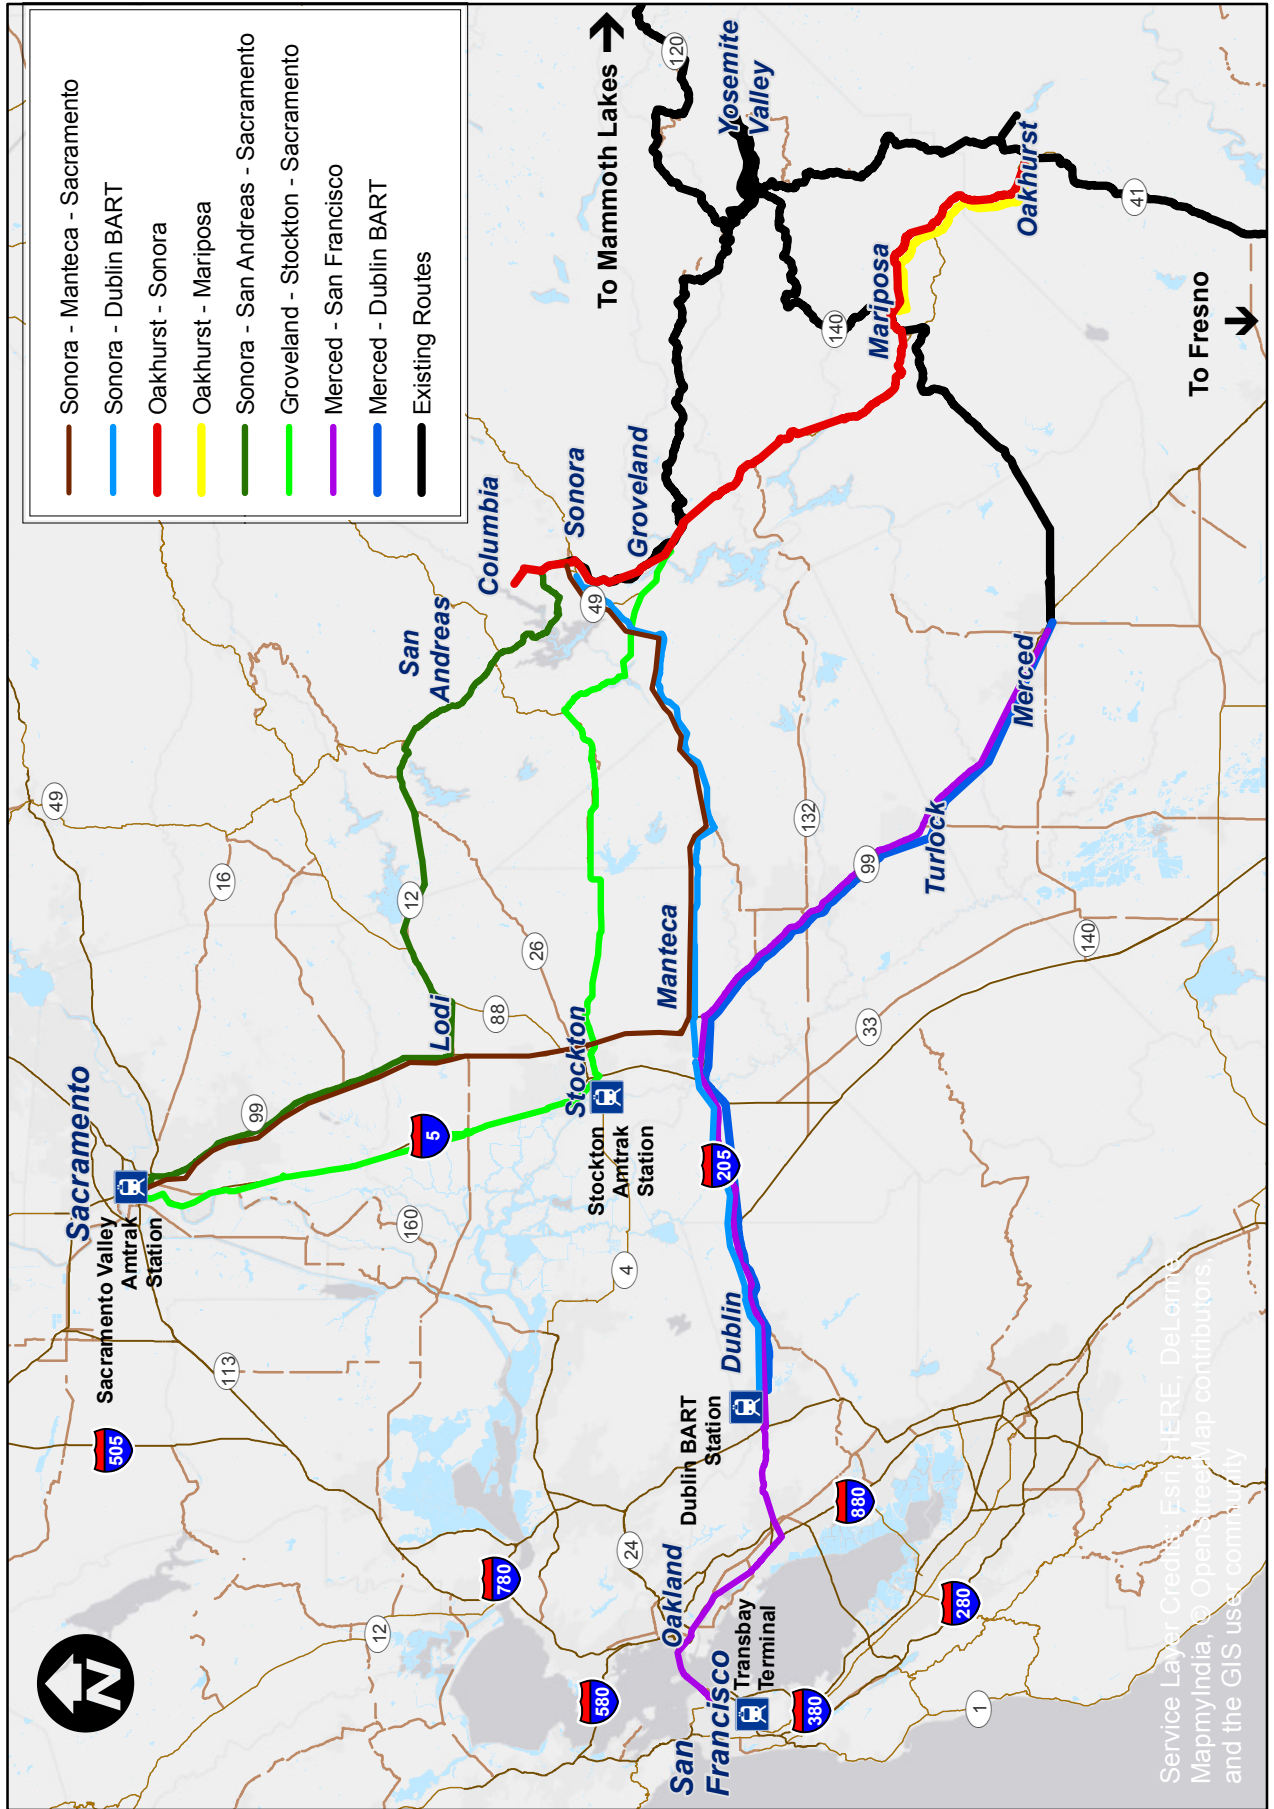 Sonora - Manteca - Sacramento
Sonora - Dublin BART
Oakhurst - Sonora
Oakhurst - Mariposa
Sonora - San Andreas - Sacramento
Groveland - Stockton - Sacramento
Merced - San Francisco
Merced - Dublin BART
Existing Routes
N
505
113
Sacramento
Sacramento Valley
Amtrak
Station
99
16
49
12
160
5
Lodi
12
88
26
San
Andreas
Columbia
780
580
24
4
Stockton
Stockton
Amtrak
Station
Sonora
49
Groveland
To Mammoth Lakes
120
Yosemite
Valley
Oakland
San
Francisco
Transbay
Terminal
380
Dublin BART
Station
Dublin
205
Manteca
132
880
33
99
140
Mariposa
280
1
Turlock
140
Merced
Oakhurst
41
To Fresno
Service Layer Credits: Esri, HERE, DeLorme,
MapmyIndia, © OpenStreetMap contributors,
and the GIS user community